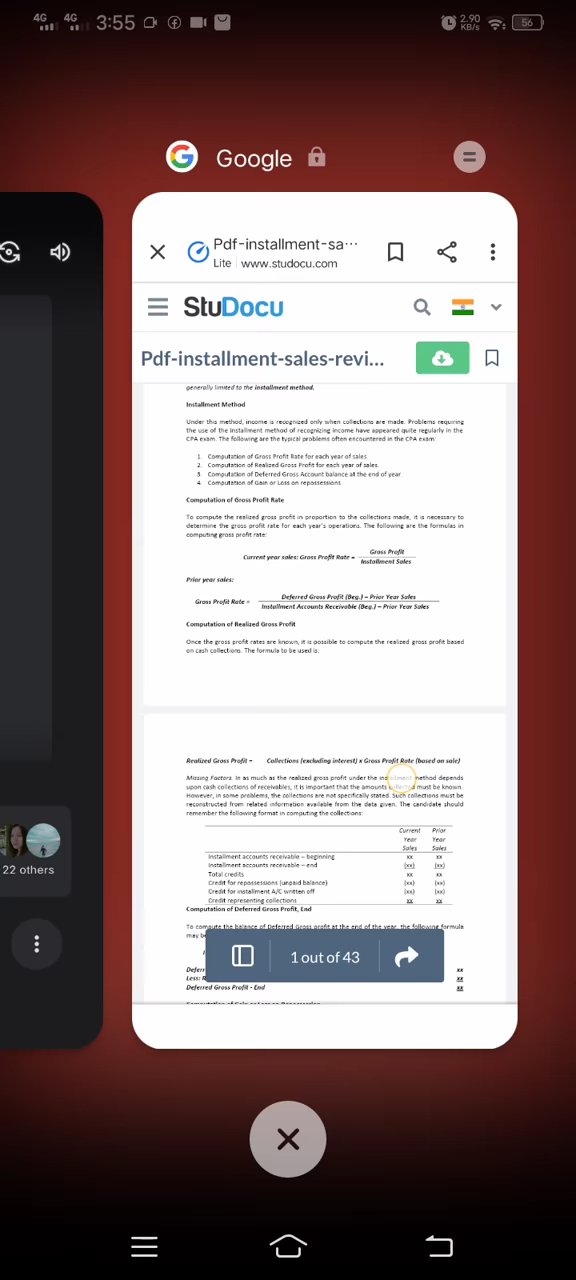 4G 4G 3:55 2.90 KB/s 56
Google
Pdf-installment-sa···
Lite www.studocu.com
StuDocu
Pdf-installment-sales-revi...
generally limited to the installment method.
Installment Method
Under this method, income is recognized only when collections are made. Problems requiring
the use of the installment method of recognizing income have appeared quite regularly in the
CPA exam. The following are the typical problems often encountered in the CPA exam:
1. Computation of Gross Profit Rate for each year of sales.
2. Computation of Realized Gross Profit for each year of sales.
3. Computation of Deferred Gross Account balance at the end of year.
4. Computation of Gain or Loss on repossessions
Computation of Gross Profit Rate
To compute the realized gross profit in proportion to the collections made, it is necessary to
determine the gross profit rate for each year's operations. The following are the formulas in
computing gross profit rate:
Current year sales: Gross Profit Rate = Gross Profit
Installment Sales
Prior year sales:
Gross Profit Rate = Deferred Gross Profit (Beg.) – Prior Year Sales
Installment Accounts Receivable (Beg.) – Prior Year Sales
Computation of Realized Gross Profit
Once the gross profit rates are known, it is possible to compute the realized gross profit based
on cash collections. The formula to be used is:
Realized Gross Profit = Collections (excluding interest) x Gross Profit Rate (based on sale)
Missing Factors. In as much as the realized gross profit under the installment method depends
upon cash collections of receivables, it is important that the amounts collected must be known.
However, in some problems, the collections are not specifically stated. Such collections must be
reconstructed from related information available from the data given. The candidate should
remember the following format in computing the collections:
Current Prior
Year Year
Sales Sales
Installment accounts receivable – beginning xx xx
Installment accounts receivable – end (xx) (xx)
Total credits xx xx
Credit for repossessions (unpaid balance) (xx) (xx)
Credit for installment A/C written off (xx) (xx)
Credit representing collections xx xx
Computation of Deferred Gross Profit, End
To compute the balance of Deferred Gross profit at the end of the year, the following formula
may be
1 out of 43
Deferr xx
Less: R xx
Deferred Gross Profit - End xx
22 others